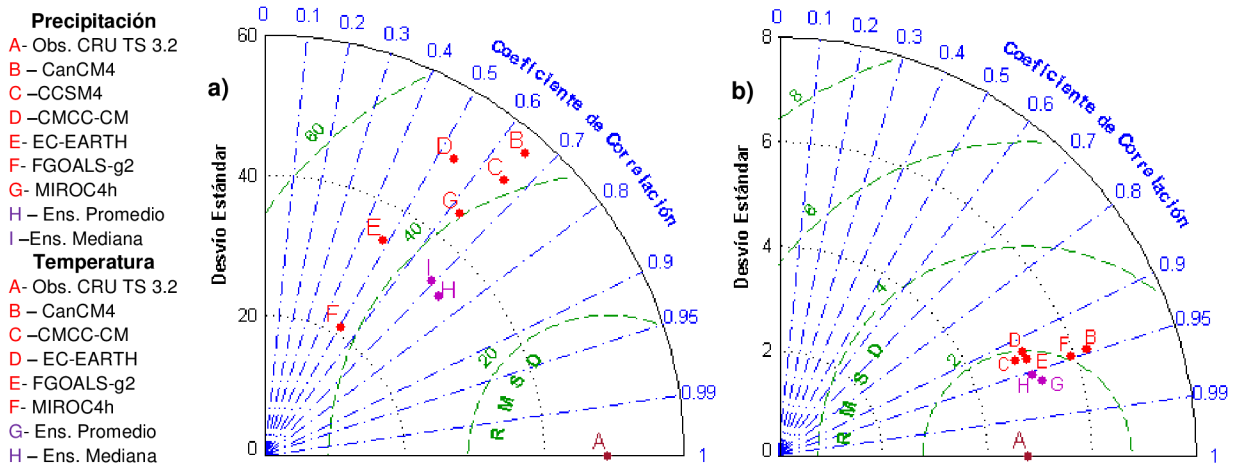 Precipitación
A- Obs. CRU TS 3.2
B – CanCM4
C –CCSM4
D –CMCC-CM
E- EC-EARTH
F- FGOALS-g2
G- MIROC4h
H – Ens. Promedio
I –Ens. Mediana
Temperatura
A- Obs. CRU TS 3.2
B – CanCM4
C –CMCC-CM
D – EC-EARTH
E- FGOALS-g2
F- MIROC4h
G- Ens. Promedio
H – Ens. Mediana
a)
Desvío Estándar
60
40
20
0
0
0.1
0.2
0.3
0.4
0.5
0.6
0.7
0.8
0.9
0.95
0.99
1
Coeficiente de Correlación
60
40
20
RMSD
D
B
C
G
E
I
H
F
A
b)
Desvío Estándar
8
6
4
2
0
0
0.1
0.2
0.3
0.4
0.5
0.6
0.7
0.8
0.9
0.95
0.99
1
Coeficiente de Correlación
8
6
4
2
RMSD
D
F
B
C
E
H
G
A